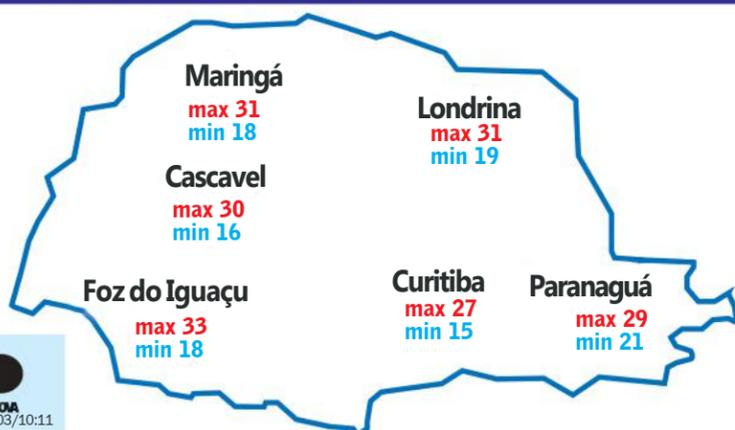 Maringá
max 31
min 18
Londrina
max 31
min 19
Cascavel
max 30
min 16
Foz do Iguaçu
max 33
min 18
Curitiba
max 27
min 15
Paranaguá
max 29
min 21
03/10:11